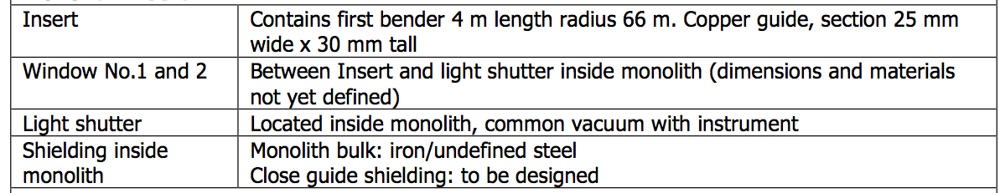 Insert
Contains first bender 4 m length radius 66 m. Copper guide, section 25 mm
wide x 30 mm tall
Window No.1 and 2
Between Insert and light shutter inside monolith (dimensions and materials
not yet defined)
Light shutter
Located inside monolith, common vacuum with instrument
Shielding inside
monolith
Monolith bulk: iron/undefined steel
Close guide shielding: to be designed